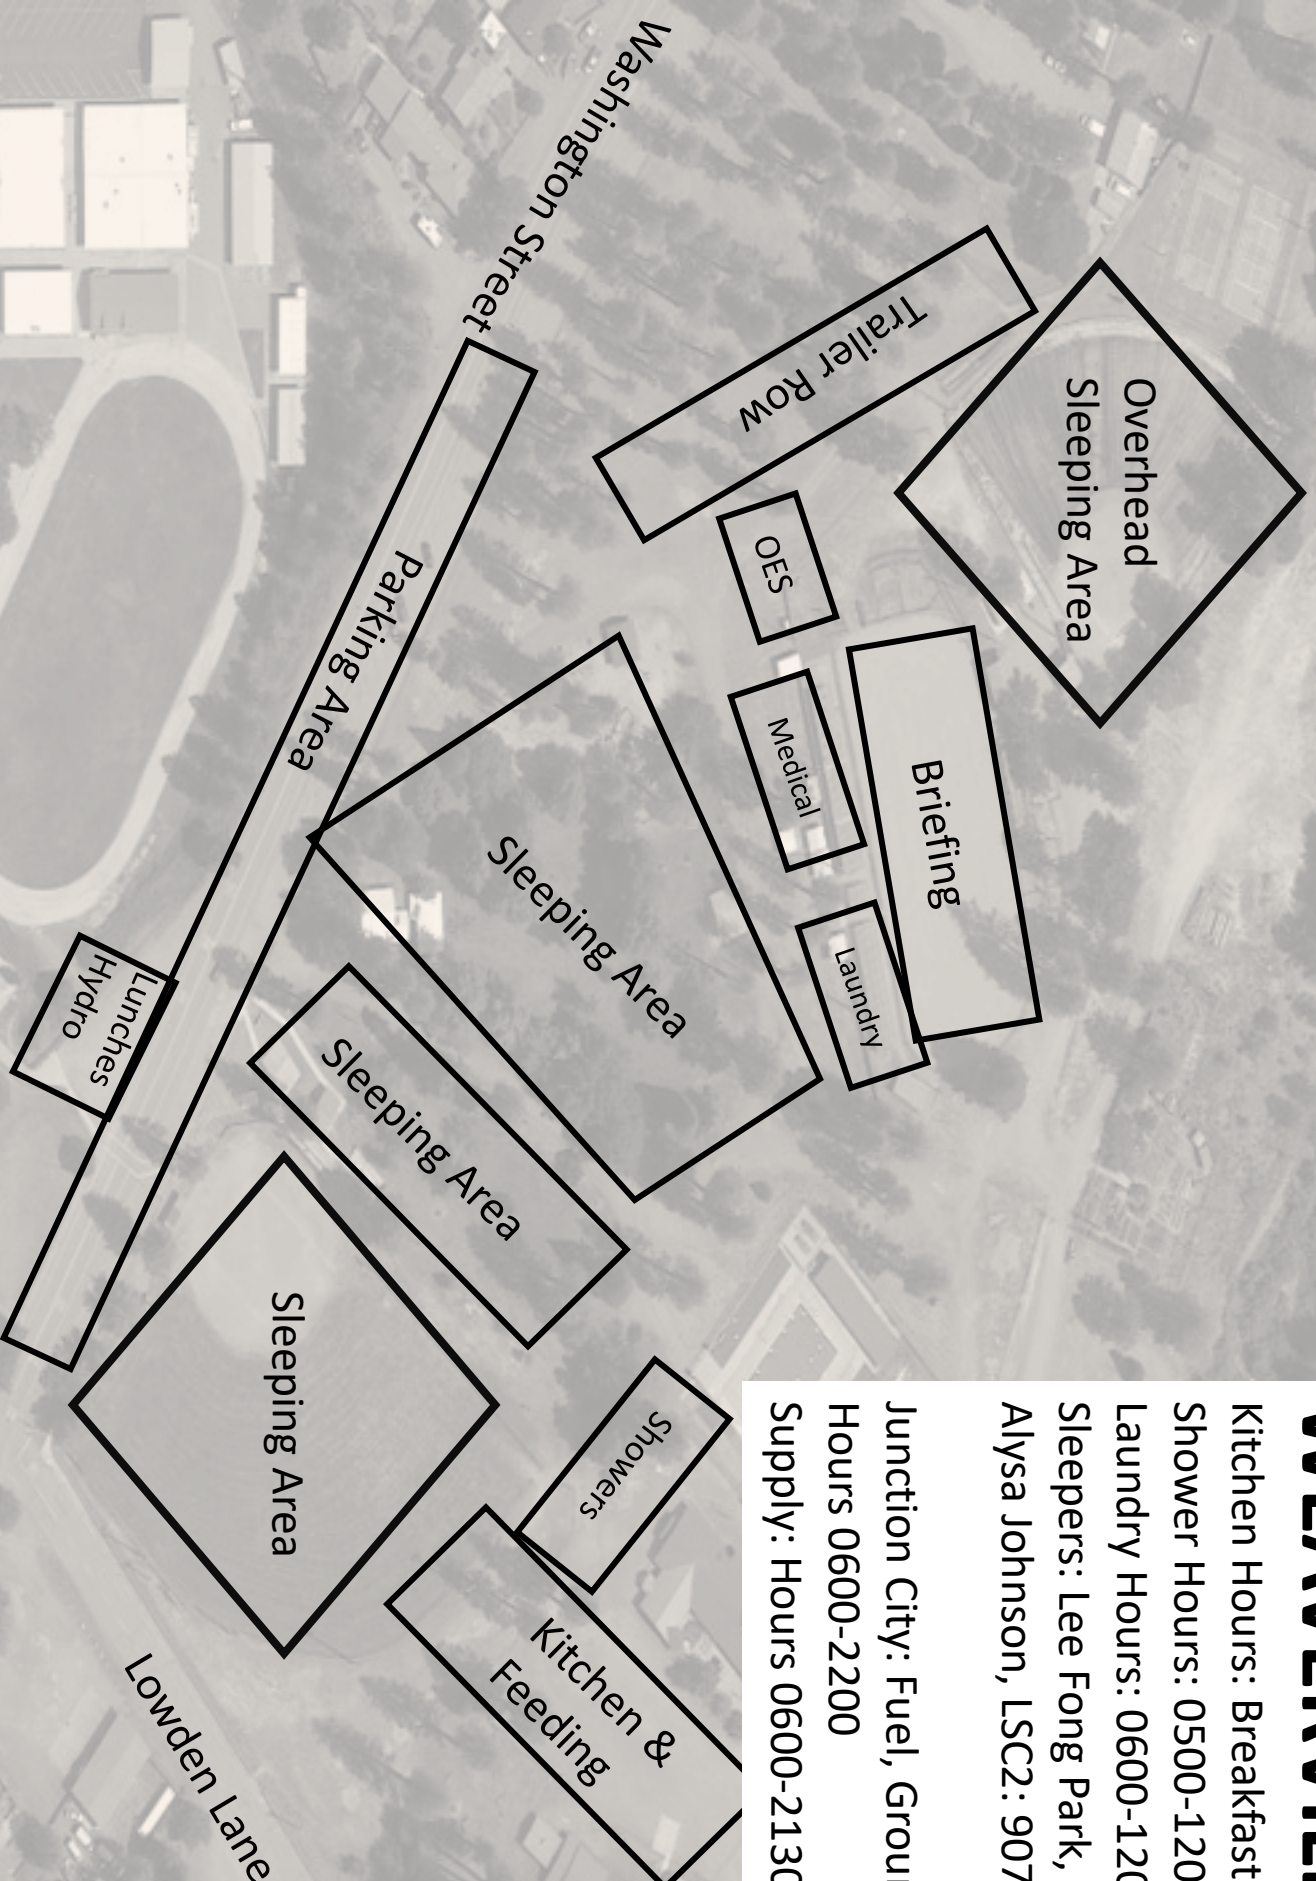 Washington Street
Trailer Row
Overhead
Sleeping Area
OES
Parking Area
Medical
Briefing
Sleeping Area
Laundry
Lunches
Hydro
Sleeping Area
Sleeping Area
Showers
Kitchen &
Feeding
Lowden Lane
Kitchen Hours: Breakfast
Shower Hours: 0500-120
Laundry Hours: 0600-120
Sleepers: Lee Fong Park,
Alysa Johnson, LSC2: 907
Junction City: Fuel, Grou
Hours 0600-2200
Supply: Hours 0600-2130